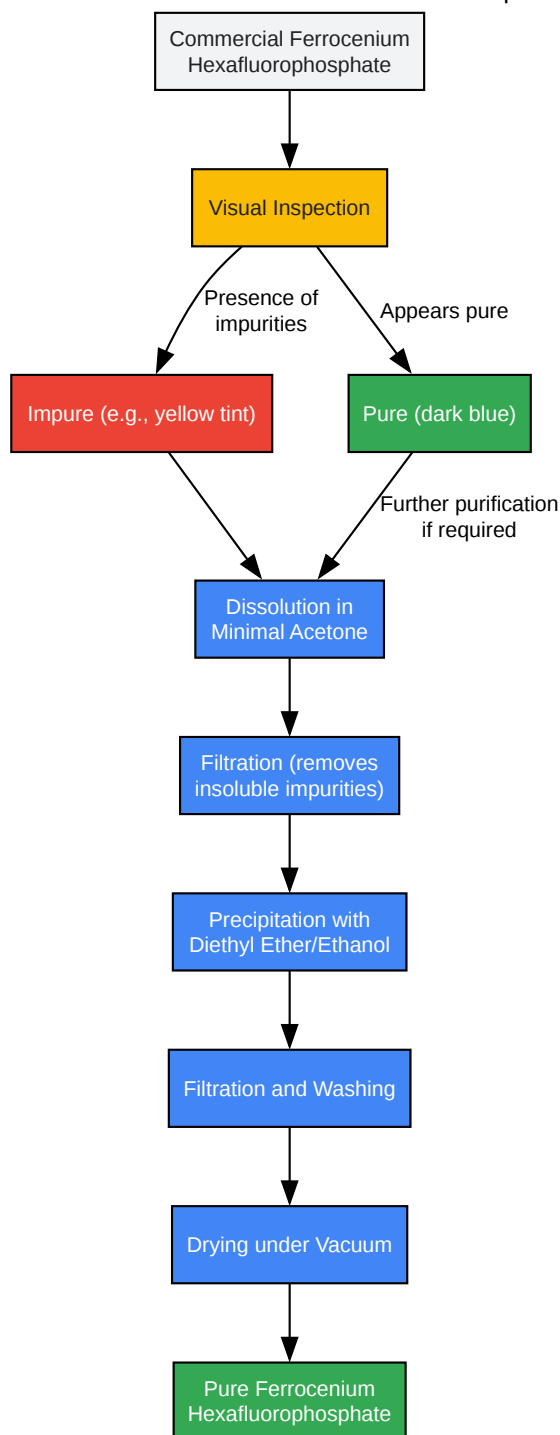 Commercial Ferrocenium
Hexafluorophosphate
Visual Inspection
Presence of
impurities
Appears pure
Impure (e.g., yellow tint)
Pure (dark blue)
Further purification
if required
Dissolution in
Minimal Acetone
Filtration (removes
insoluble impurities)
Precipitation with
Diethyl Ether/Ethanol
Filtration and Washing
Drying under Vacuum
Pure Ferrocenium
Hexafluorophosphate